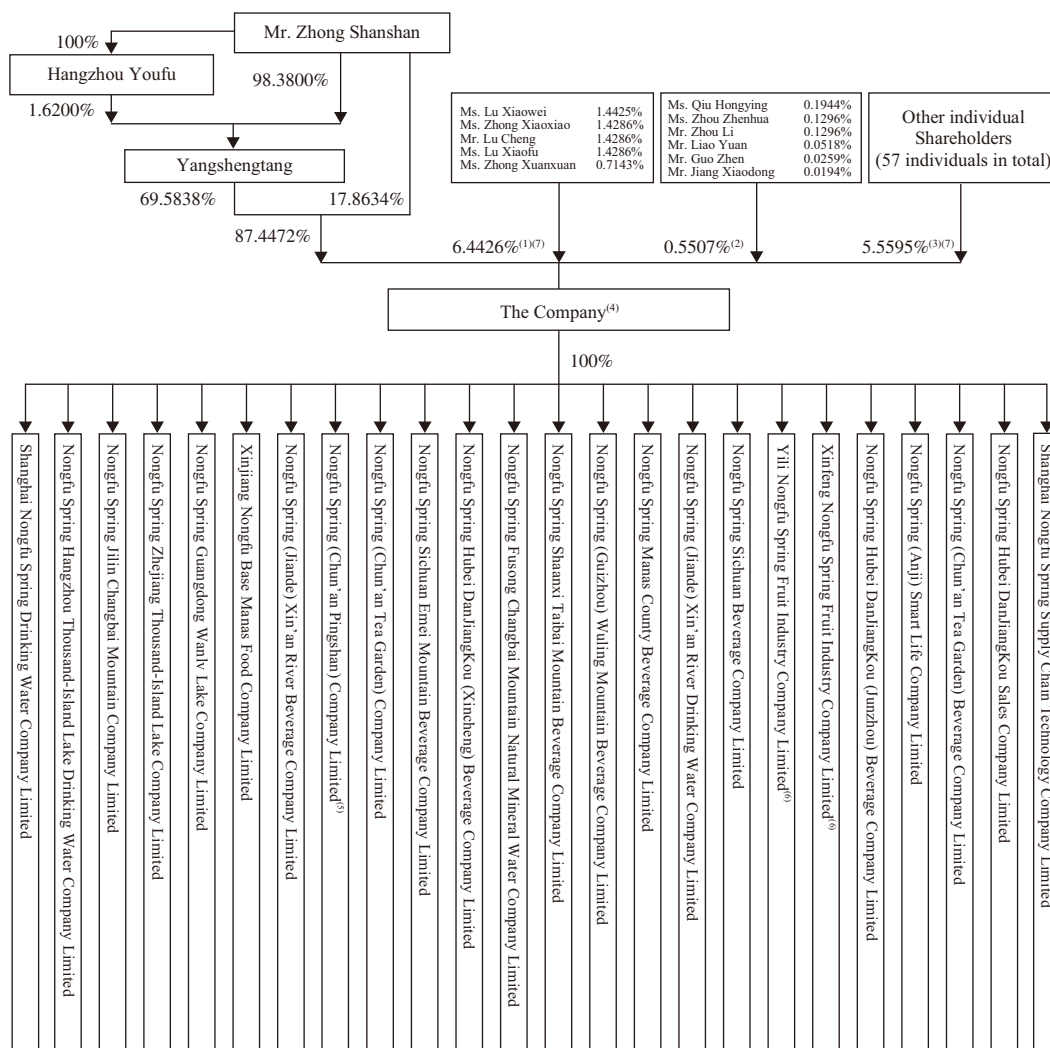 Mr. Zhong Shanshan
100%
Hangzhou Youfu
98.3800%
1.6200%
Yangshengtang
69.5838%
17.8634%
87.4472%
Ms. Lu Xiaowei 1.4425%
Ms. Zhong Xiaoxiao 1.4286%
Mr. Lu Cheng 1.4286%
Ms. Lu Xiaofu 1.4286%
Ms. Zhong Xuanxuan 0.7143%
6.4426%(1)(7)
Ms. Qiu Hongying 0.1944%
Ms. Zhou Zhenhua 0.1296%
Mr. Zhou Li 0.1296%
Mr. Liao Yuan 0.0518%
Mr. Guo Zhen 0.0259%
Mr. Jiang Xiaodong 0.0194%
0.5507%(2)
Other individual
Shareholders
(57 individuals in total)
5.5595%(3)(7)
The Company(4)
100%
Shanghai Nongfu Spring Drinking Water Company Limited
Nongfu Spring Hangzhou Thousand-Island Lake Drinking Water Company Limited
Nongfu Spring Jilin Changbai Mountain Company Limited
Nongfu Spring Zhejiang Thousand-Island Lake Company Limited
Nongfu Spring Guangdong Wanlv Lake Company Limited
Xinjiang Nongfu Base Manas Food Company Limited
Nongfu Spring (Jiande) Xin’an River Beverage Company Limited
Nongfu Spring (Chun’an Pingshan) Company Limited(5)
Nongfu Spring (Chun’an Tea Garden) Company Limited
Nongfu Spring Sichuan Emei Mountain Beverage Company Limited
Nongfu Spring Hubei DanJiangKou (Xincheng) Beverage Company Limited
Nongfu Spring Fusong Changbai Mountain Natural Mineral Water Company Limited
Nongfu Spring Shaanxi Taibai Mountain Beverage Company Limited
Nongfu Spring (Guizhou) Wuling Mountain Beverage Company Limited
Nongfu Spring Manas County Beverage Company Limited
Nongfu Spring (Jiande) Xin’an River Drinking Water Company Limited
Nongfu Spring Sichuan Beverage Company Limited
Yili Nongfu Spring Fruit Industry Company Limited(6)
Xinfeng Nongfu Spring Fruit Industry Company Limited(6)
Nongfu Spring Hubei DanJiangKou (Junzhou) Beverage Company Limited
Nongfu Spring (Anji) Smart Life Company Limited
Nongfu Spring (Chun’an Tea Garden) Beverage Company Limited
Nongfu Spring Hubei DanJiangKou Sales Company Limited
Shanghai Nongfu Spring Supply Chain Technology Company Limited